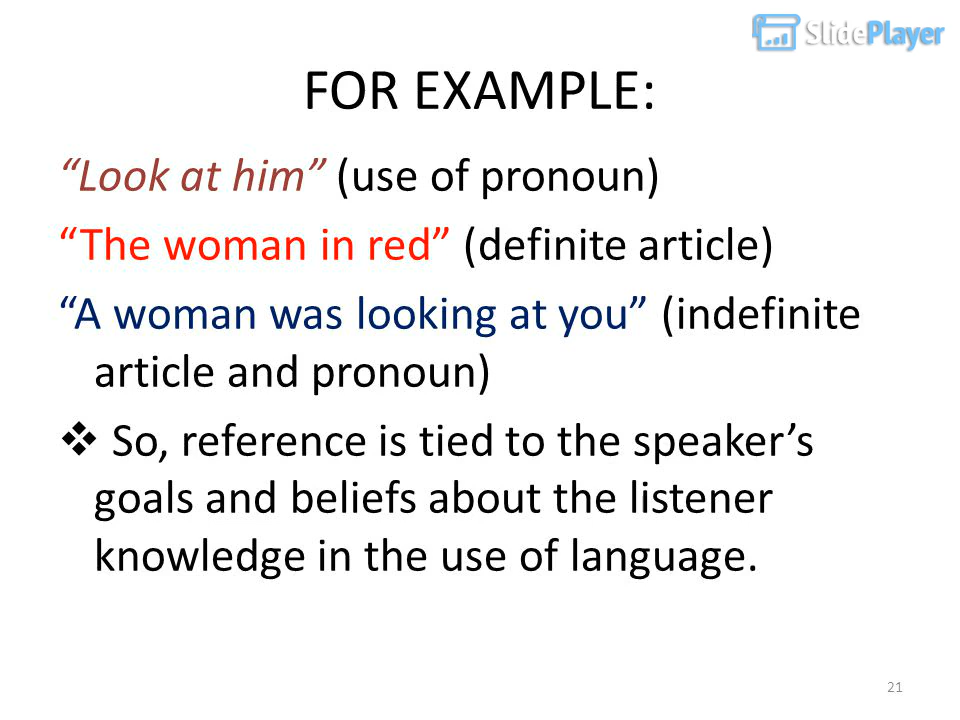 SlidePlayer
FOR EXAMPLE:
“Look at him” (use of pronoun)
“The woman in red” (definite article)
“A woman was looking at you” (indefinite
article and pronoun)
❖ So, reference is tied to the speaker’s
goals and beliefs about the listener
knowledge in the use of language.
21